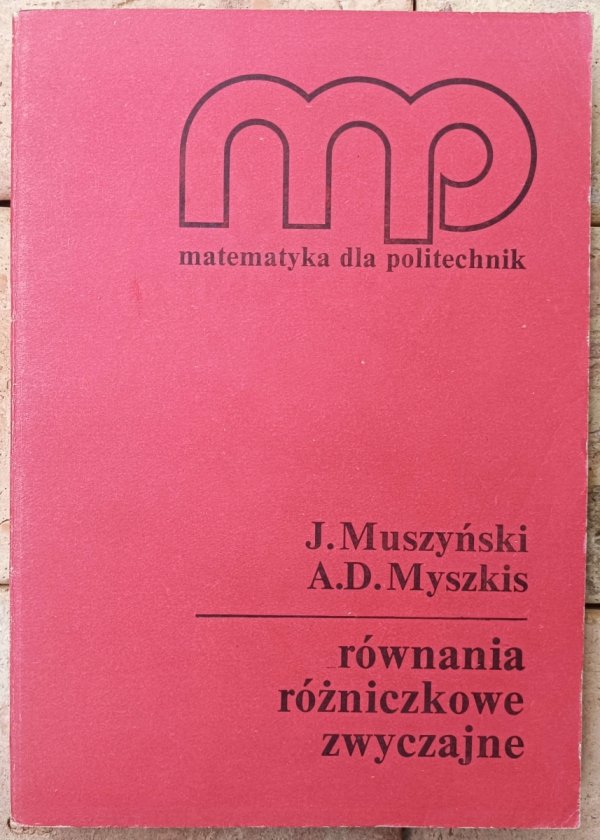 mp
matematyka dla politechnik
J. Muszyński
A.D. Myszkis
równania
różniczkowe
zwyczajne